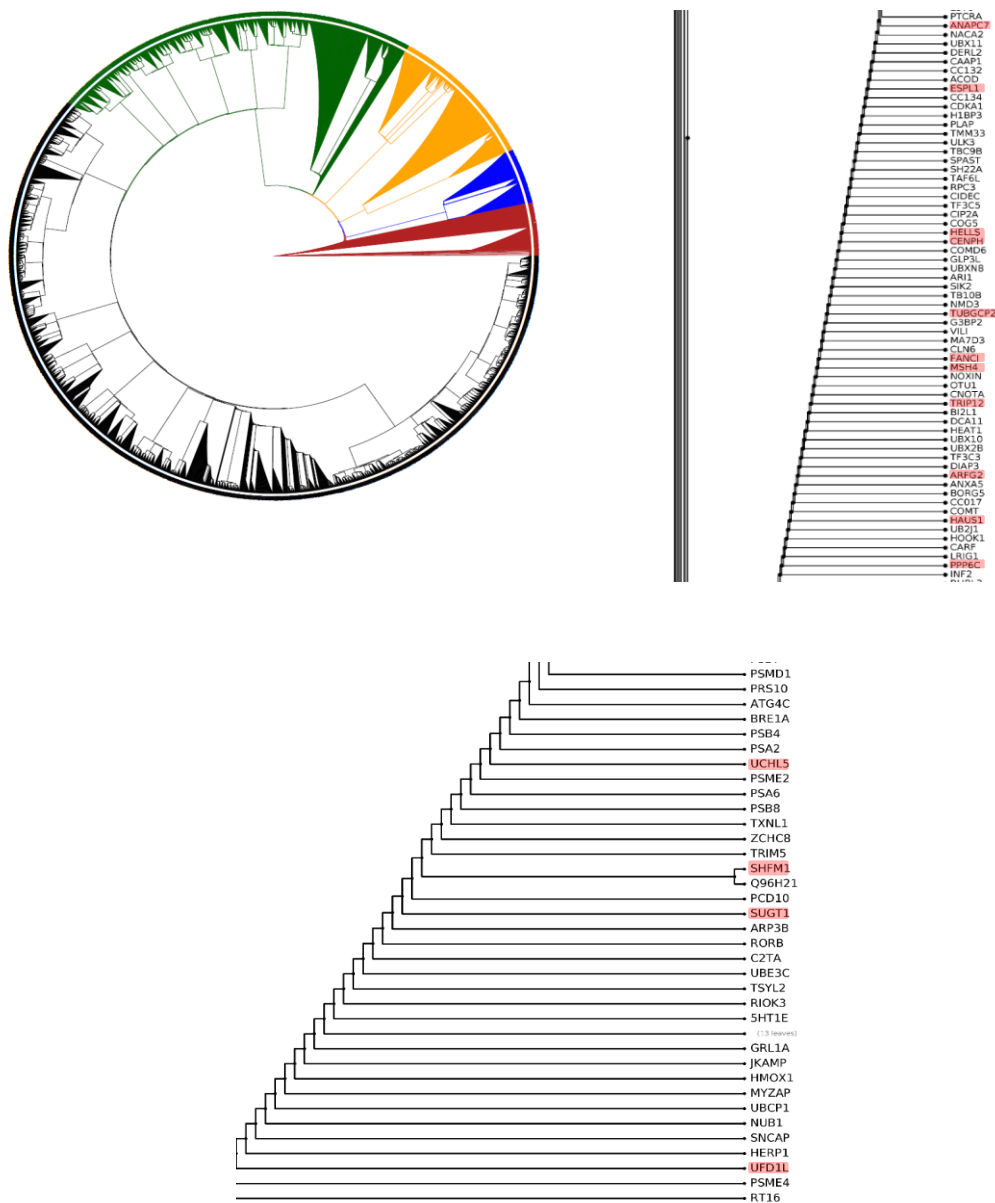 PTCRA
ANAPC7
NACA2
UBX11
DERL2
CAAP1
CC132
ACOD
ESPL1
CC134
CDKA1
H1BP3
PLAP
TMM33
ULK3
TBC9B
SPAST
SH22A
TAF6L
RPC3
CIDEC
TF3C5
CIP2A
COG5
HELLS
CENPH
COMD6
GLP3L
UBXN8
ARI1
SIK2
TB10B
NMD3
TUBGCP2
G3BP2
VILI
MA7D3
CLN6
FANCI
MSH4
NOXIN
OTU1
CNOTA
TRIP12
BI2L1
DCA11
HEAT1
UBX10
UBX2B
TF3C3
DIAP3
ARFG2
ANXA5
BORG5
CC017
COMT
HAUS1
UB2J1
HOOK1
CARF
LRIG1
PPP6C
INF2
PSMD1
PRS10
ATG4C
BRE1A
PSB4
PSA2
UCHL5
PSME2
PSA6
PSB8
TXNL1
ZCHC8
TRIM5
SHFM1
Q96H21
PCD10
SUGT1
ARP3B
RORB
C2TA
UBE3C
TSYL2
RIOK3
5HT1E
(13 leaves)
GRL1A
JKAMP
HMOX1
MYZAP
UBCP1
NUB1
SNCAP
HERP1
UFD1L
PSME4
RT16